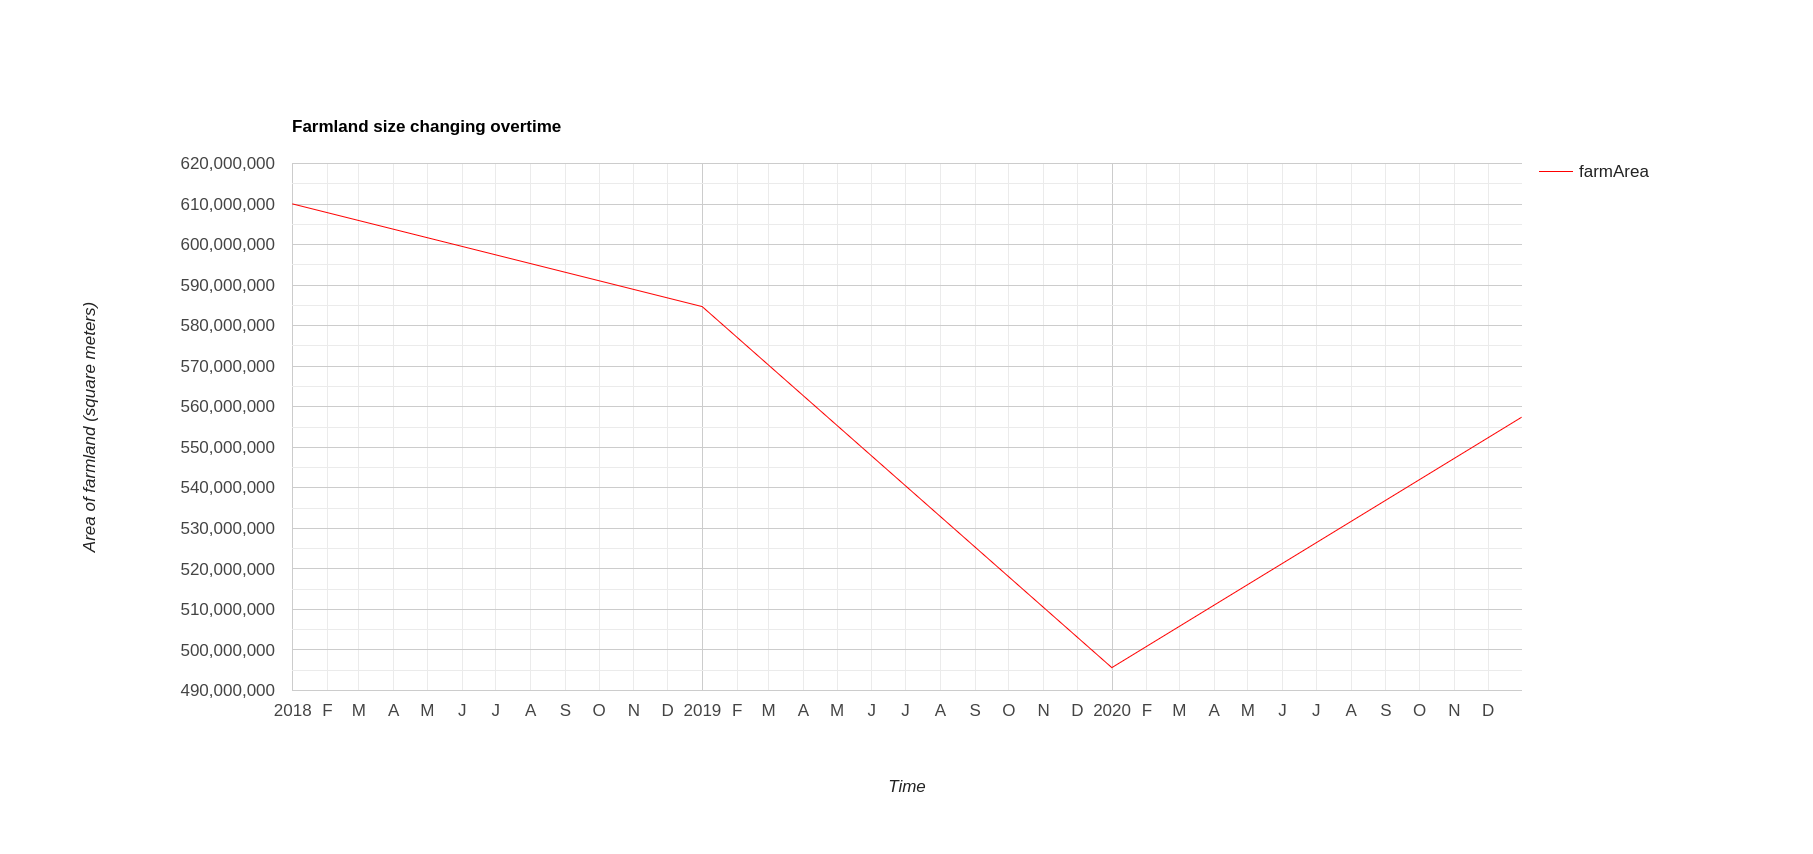 Farmland size changing overtime
620,000,000
610,000,000
600,000,000
590,000,000
580,000,000
570,000,000
560,000,000
550,000,000
540,000,000
530,000,000
520,000,000
510,000,000
500,000,000
490,000,000
farmArea
Area of farmland (square meters)
2018 F M A M J J A S O N D 2019 F M A M J J A S O N D 2020 F M A M J J A S O N D
Time